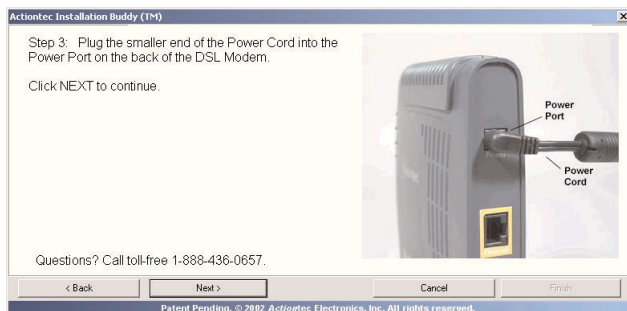 Actiontec Installation Buddy (TM)
Step 3: Plug the smaller end of the Power Cord into the
Power Port on the back of the DSL Modem.
Click NEXT to continue.
Power
Port
Power
Cord
Questions? Call toll-free 1-888-436-0657.
< Back
Next >
Cancel
Finish
Patent Pending. © 2002 Actiontec Electronics, Inc. All rights reserved.